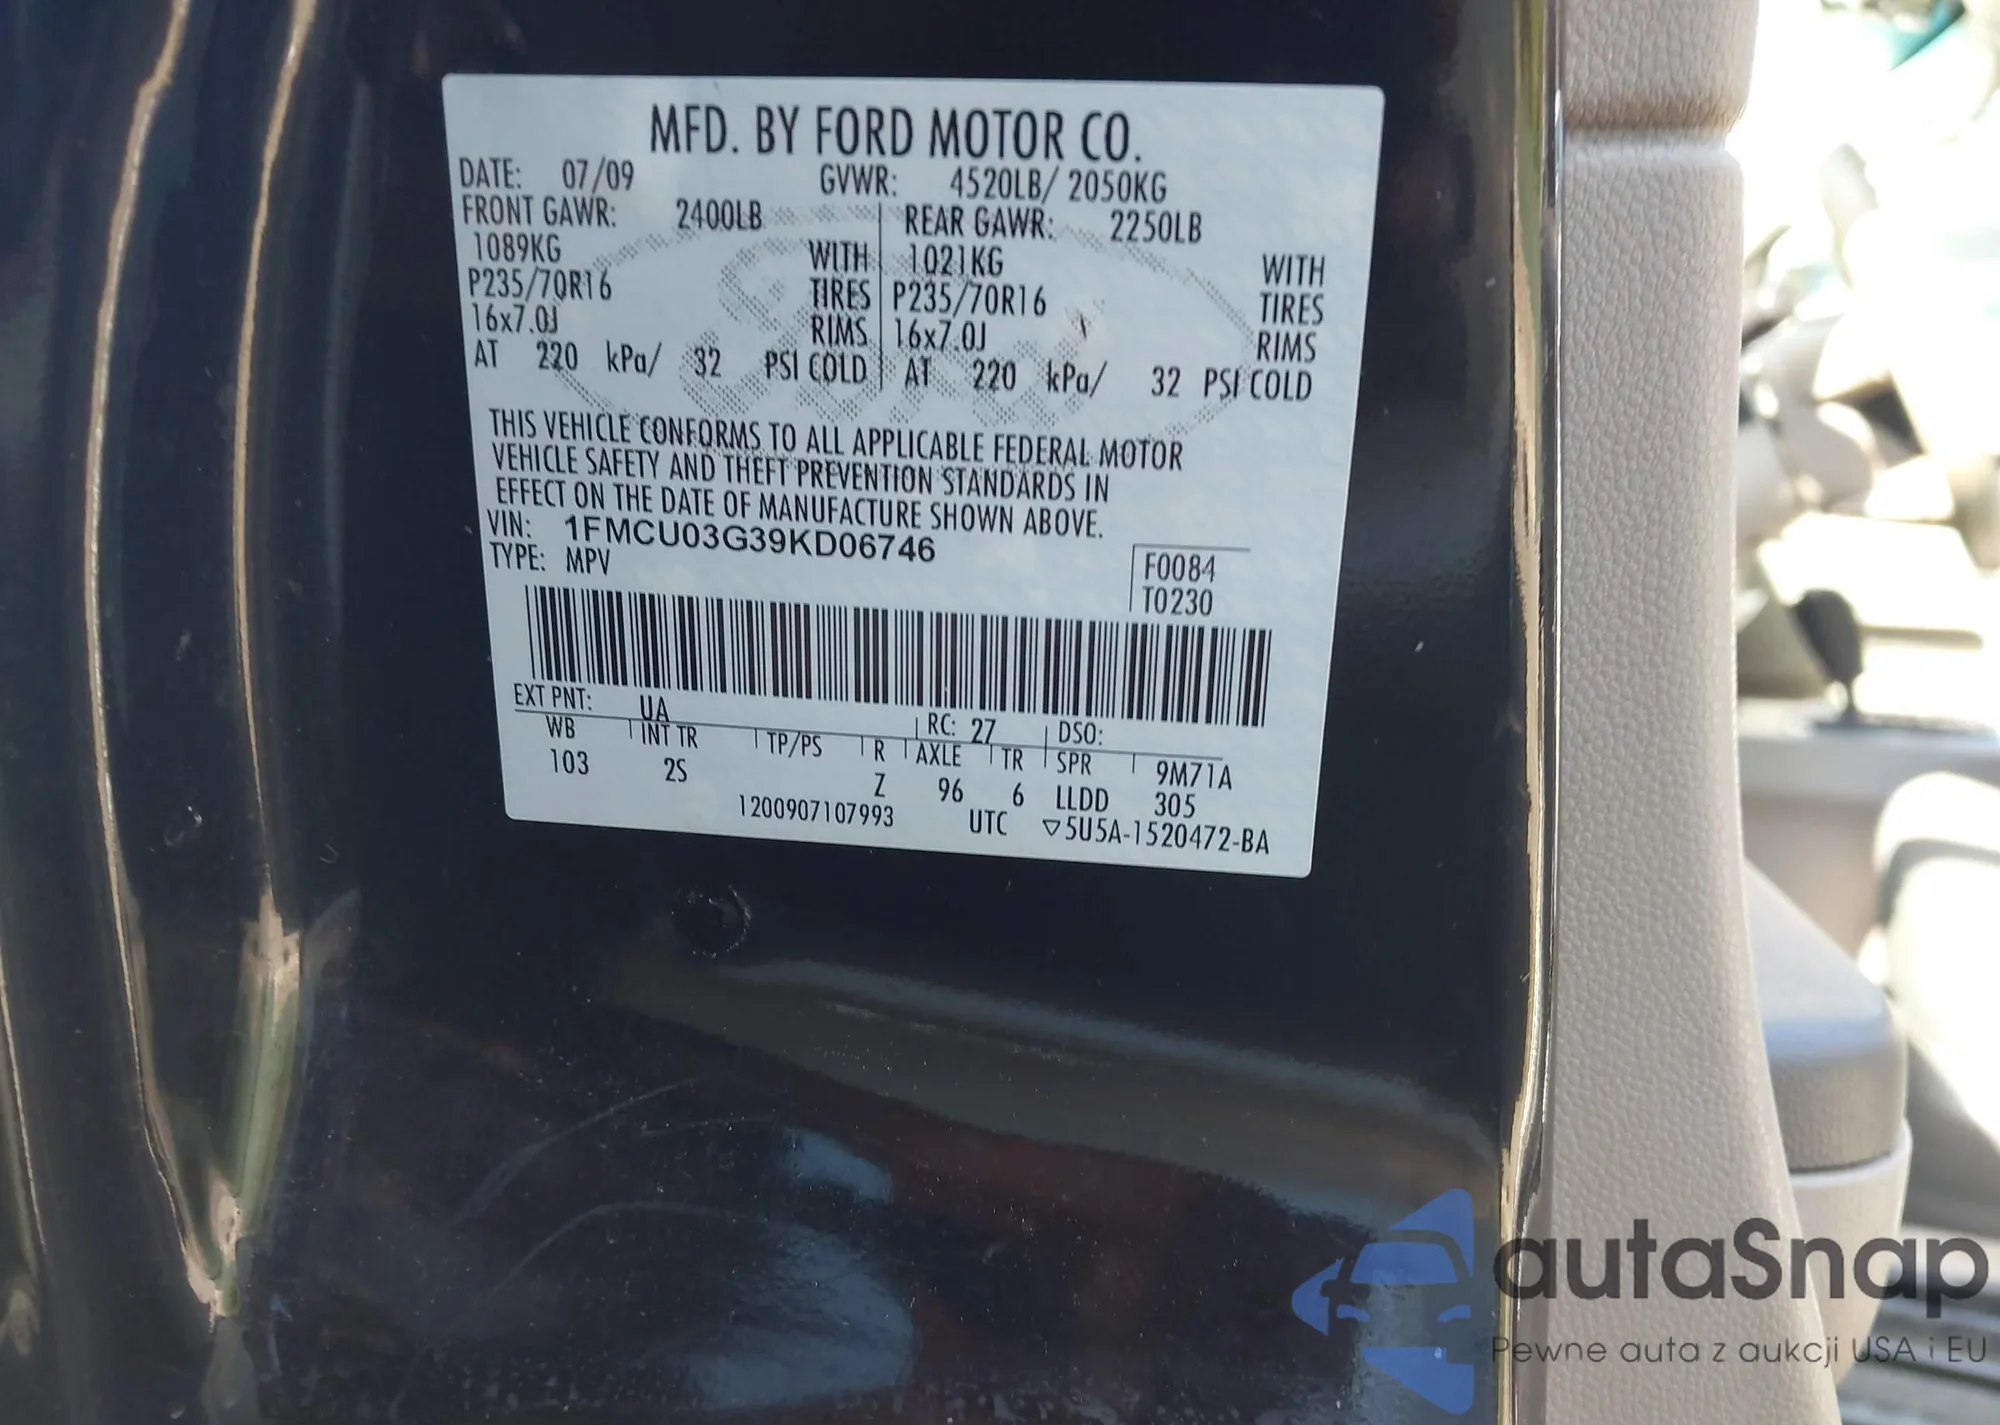 MFD. BY FORD MOTOR CO.
DATE: 07/09 GVWR: 4520LB/ 2050KG
FRONT GAWR: 2400LB REAR GAWR: 2250LB
1089KG WITH 1021KG WITH
P235/70R16 TIRES P235/70R16 TIRES
16x7.0J RIMS 16x7.0J RIMS
AT 220 kPa/ 32 PSI COLD AT 220 kPa/ 32 PSI COLD
THIS VEHICLE CONFORMS TO ALL APPLICABLE FEDERAL MOTOR
VEHICLE SAFETY AND THEFT PREVENTION STANDARDS IN
EFFECT ON THE DATE OF MANUFACTURE SHOWN ABOVE.
VIN: 1FMCU03G39KD06746
TYPE: MPV F0084
T0230
EXT PNT: UA RC: 27 DSO:
WB INT TR TP/PS R AXLE TR SPR 9M71A
103 2S Z 96 6 LLDD 305
1200907107993 UTC ▽5U5A-1520472-BA
autaSnap
Pewne auta z aukcji USA i EU